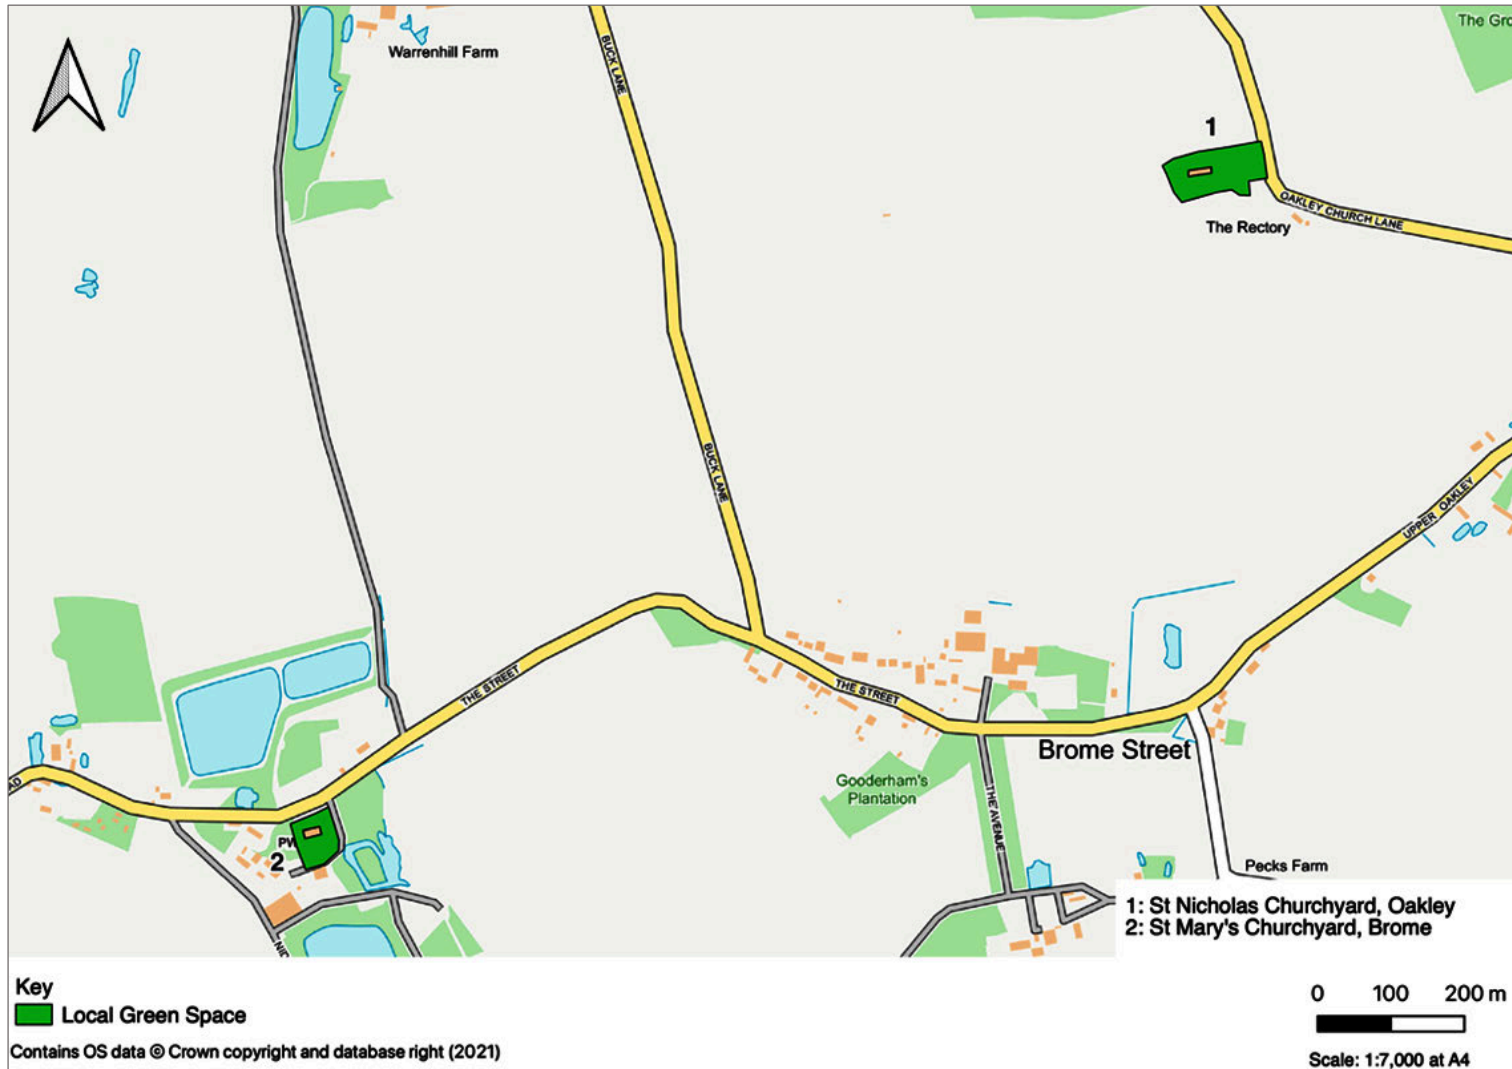 The Gro
Warrenhill Farm
BUCK LANE
1
OAKLEY CHURCH LANE
The Rectory
BUCK LANE
UPPER OAKLEY
THE STREET
THE STREET
Brome Street
Gooderham's
Plantation
THE AVENUE
AD
PW
2
Pecks Farm
NID
1: St Nicholas Churchyard, Oakley
2: St Mary's Churchyard, Brome
Key
Local Green Space
0 100 200 m
Contains OS data © Crown copyright and database right (2021)
Scale: 1:7,000 at A4